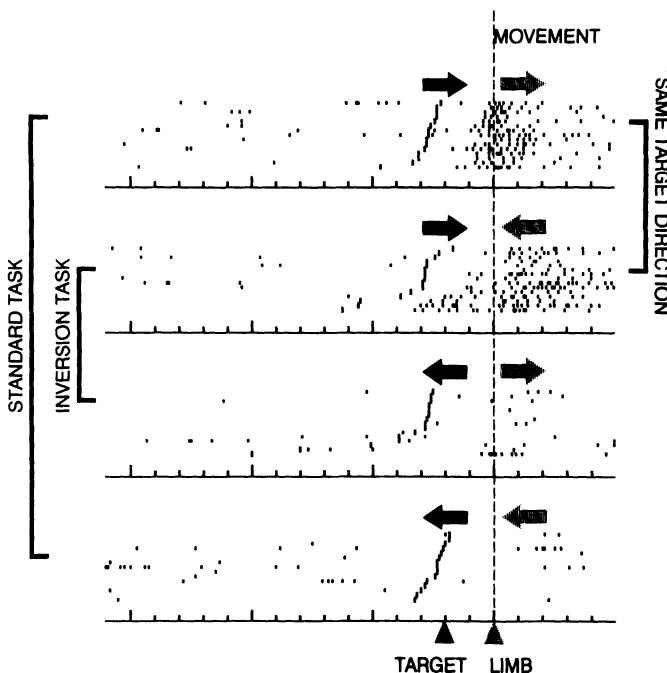 MOVEMENT
STANDARD TASK
INVERSION TASK
SAME TARGET DIRECTION
TARGET
LIMB